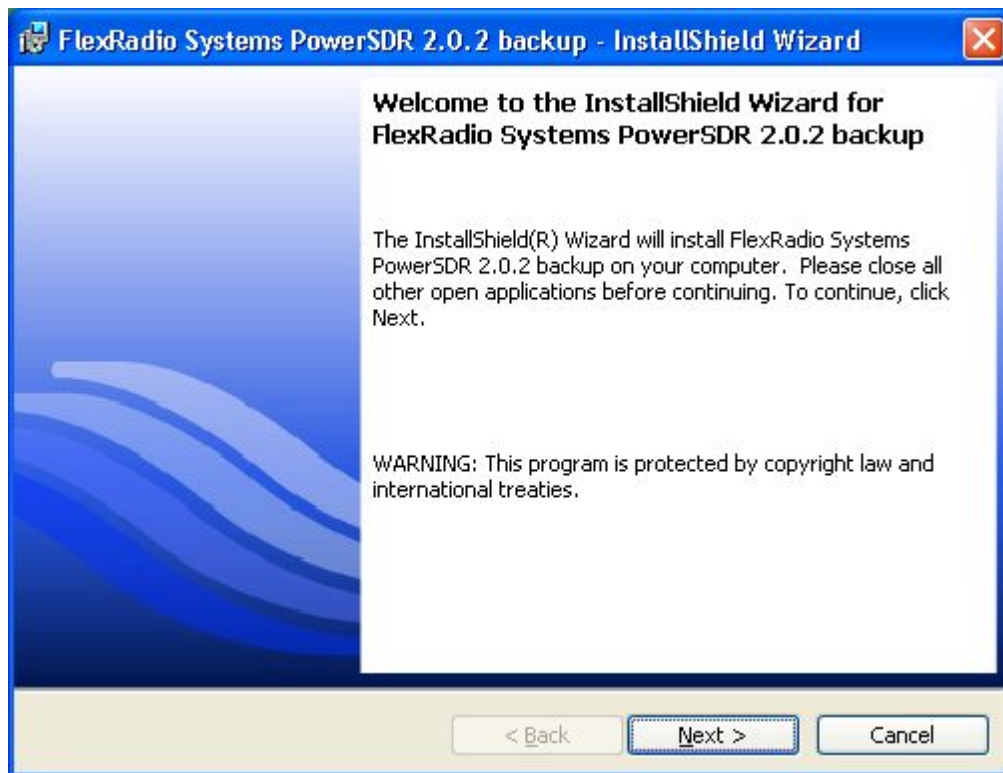 FlexRadio Systems PowerSDR 2.0.2 backup - InstallShield Wizard
Welcome to the InstallShield Wizard for
FlexRadio Systems PowerSDR 2.0.2 backup
The InstallShield(R) Wizard will install FlexRadio Systems
PowerSDR 2.0.2 backup on your computer.  Please close all
other open applications before continuing. To continue, click
Next.
WARNING: This program is protected by copyright law and
international treaties.
< Back
Next >
Cancel